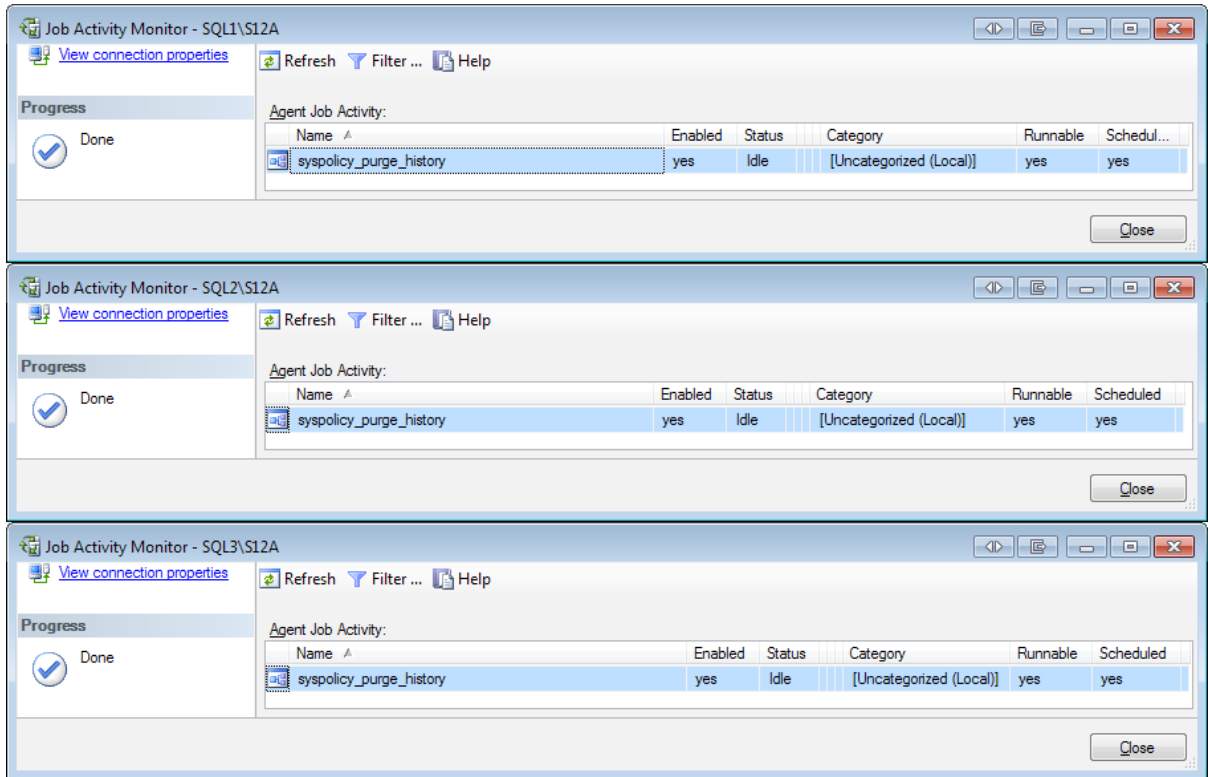 Job Activity Monitor - SQL1\S12A
View connection properties
Refresh Filter ... Help
Progress
Done
Agent Job Activity:
Name Enabled Status Category Runnable Schedul...
syspolicy_purge_history yes Idle [Uncategorized (Local)] yes yes
Close
Job Activity Monitor - SQL2\S12A
View connection properties
Refresh Filter ... Help
Progress
Done
Agent Job Activity:
Name Enabled Status Category Runnable Scheduled
syspolicy_purge_history yes Idle [Uncategorized (Local)] yes yes
Close
Job Activity Monitor - SQL3\S12A
View connection properties
Refresh Filter ... Help
Progress
Done
Agent Job Activity:
Name Enabled Status Category Runnable Scheduled
syspolicy_purge_history yes Idle [Uncategorized (Local)] yes yes
Close